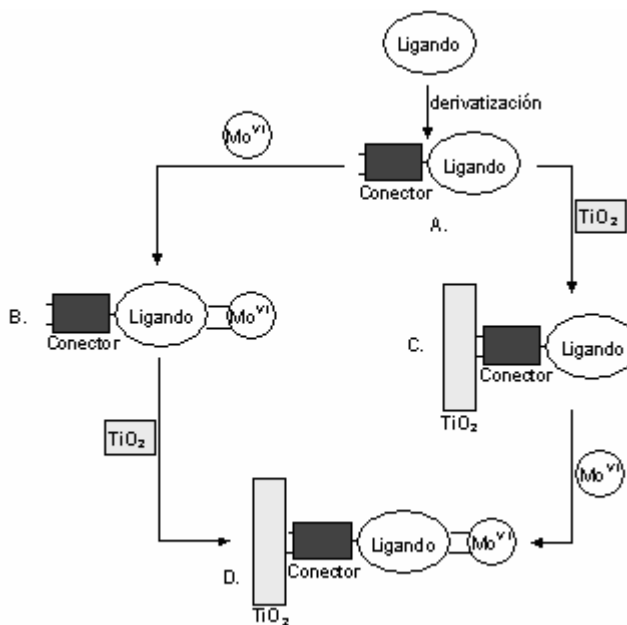 Ligando
derivatización
Mo^VI
Ligando
Conector
A.
TiO₂
B.
Ligando
Mo^VI
Conector
C.
Ligando
Conector
TiO₂
TiO₂
Mo^VI
D.
Ligando
Mo^VI
Conector
TiO₂